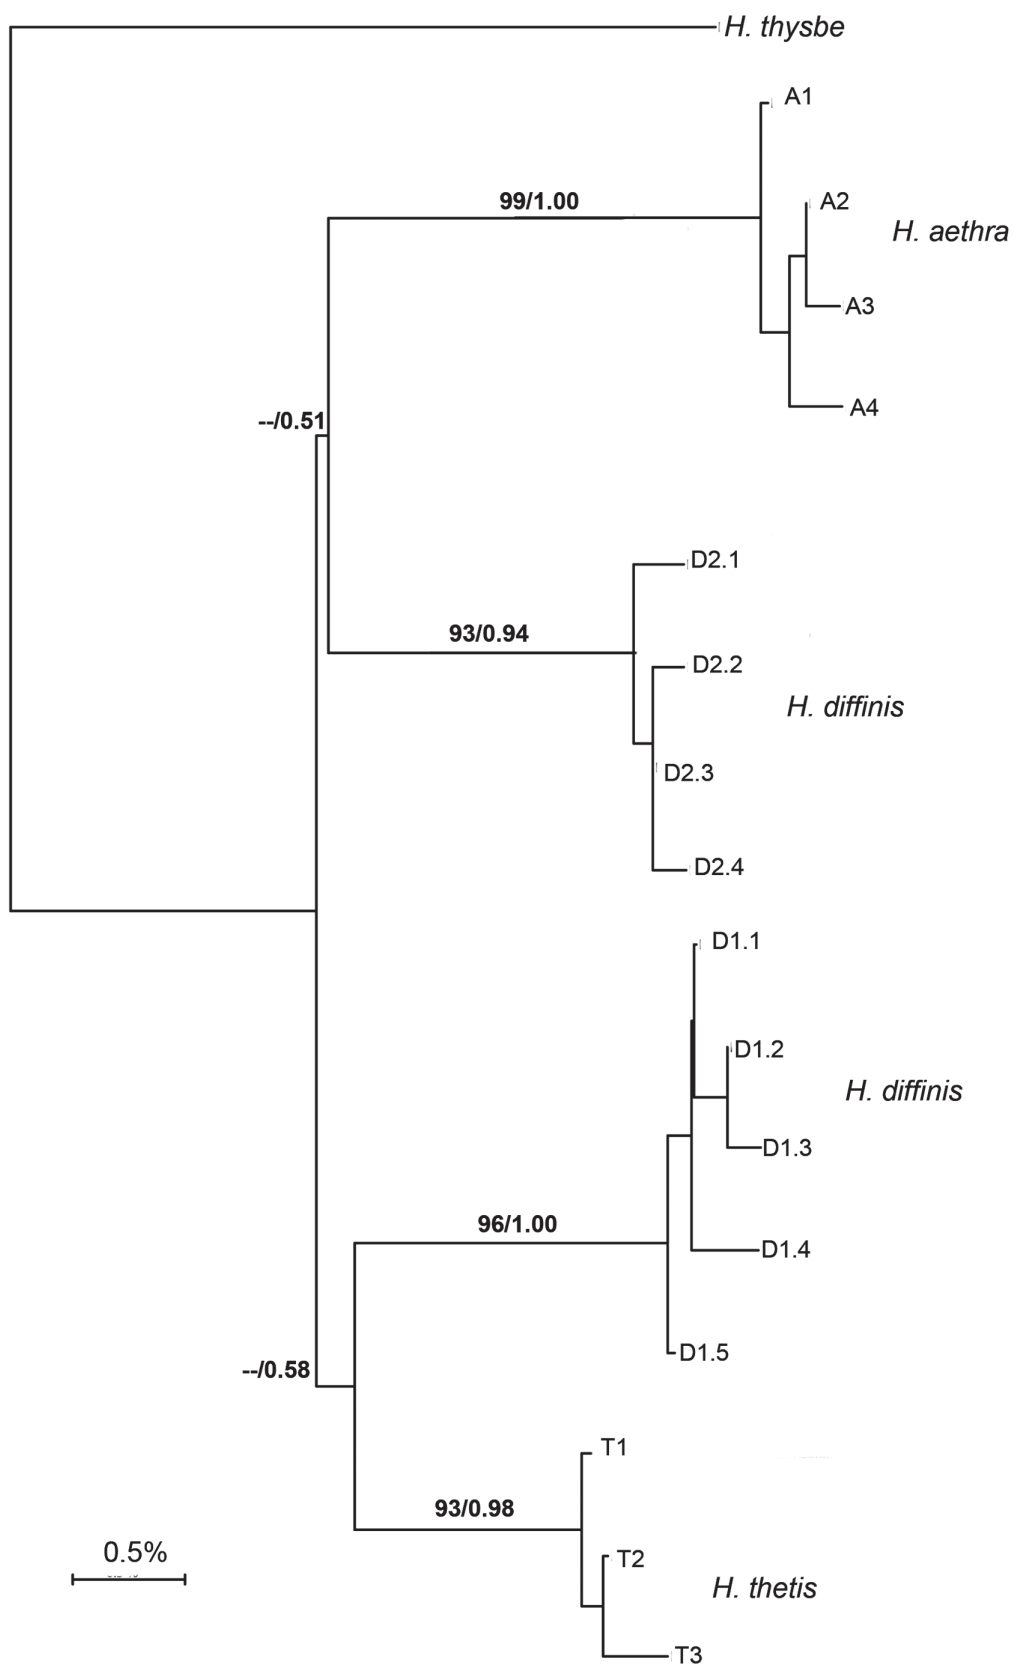 H. thysbe
A1
99/1.00
A2
H. aethra
A3
A4
--/0.51
D2.1
93/0.94
D2.2
H. diffinis
D2.3
D2.4
D1.1
D1.2
H. diffinis
D1.3
96/1.00
D1.4
D1.5
--/0.58
T1
93/0.98
0.5%
T2
H. thetis
T3